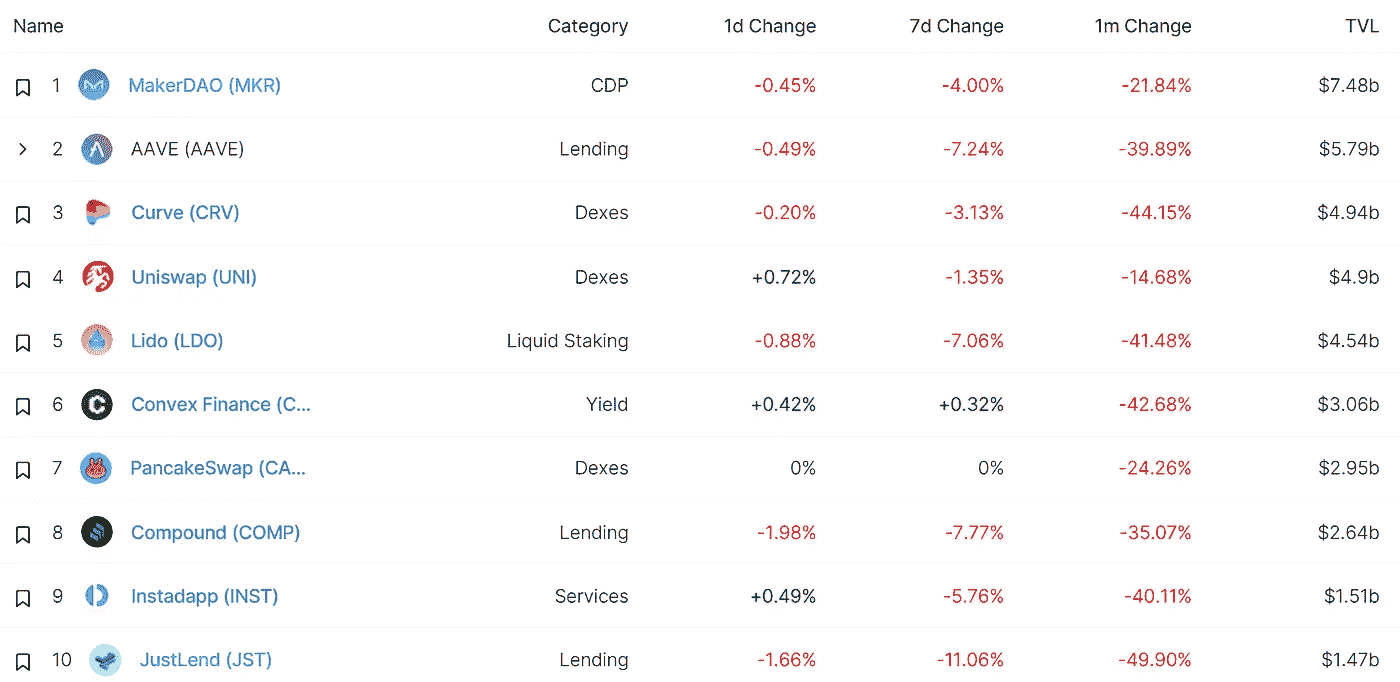 Name Category 1d Change 7d Change 1m Change TVL
1 MakerDAO (MKR) CDP -0.45% -4.00% -21.84% $7.48b
2 AAVE (AAVE) Lending -0.49% -7.24% -39.89% $5.79b
3 Curve (CRV) Dexes -0.20% -3.13% -44.15% $4.94b
4 Uniswap (UNI) Dexes +0.72% -1.35% -14.68% $4.9b
5 Lido (LDO) Liquid Staking -0.88% -7.06% -41.48% $4.54b
6 Convex Finance (C... Yield +0.42% +0.32% -42.68% $3.06b
7 PancakeSwap (CA... Dexes 0% 0% -24.26% $2.95b
8 Compound (COMP) Lending -1.98% -7.77% -35.07% $2.64b
9 Instadapp (INST) Services +0.49% -5.76% -40.11% $1.51b
10 JustLend (JST) Lending -1.66% -11.06% -49.90% $1.47b